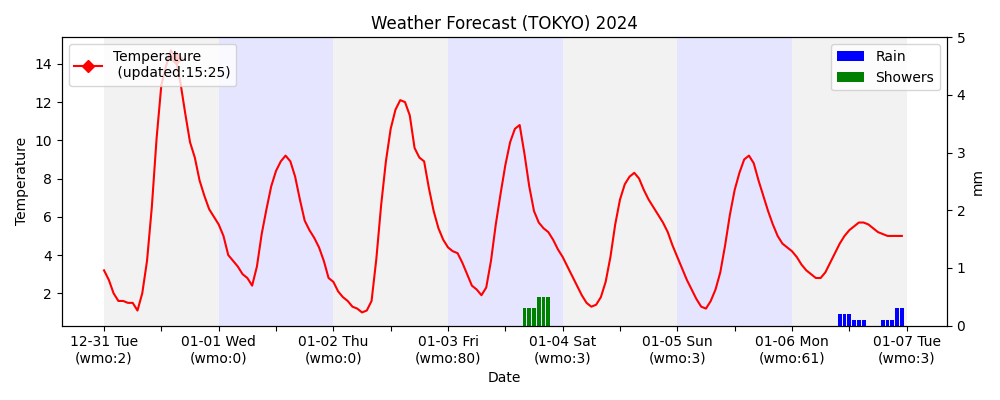 Weather Forecast (TOKYO) 2024
Temperature
(updated:15:25)
Rain
Showers
14
12
10
8
6
4
2
Temperature
5
4
3
2
1
0
mm
12-31 Tue
(wmo:2)
01-01 Wed
(wmo:0)
01-02 Thu
(wmo:0)
01-03 Fri
(wmo:80)
01-04 Sat
(wmo:3)
01-05 Sun
(wmo:3)
01-06 Mon
(wmo:61)
01-07 Tue
(wmo:3)
Date